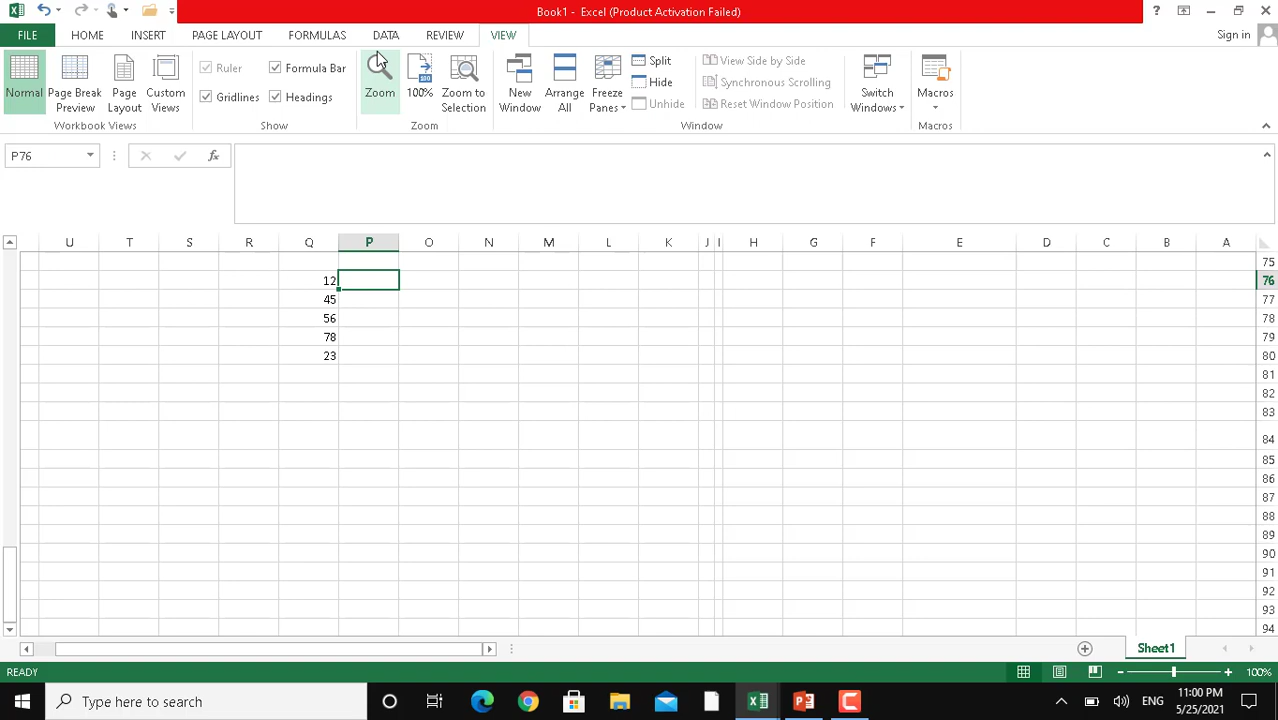 Book1 - Excel (Product Activation Failed)
?
FILE HOME INSERT PAGE LAYOUT FORMULAS DATA REVIEW VIEW Sign in
Normal
Page Break Preview
Page Layout
Custom Views
Workbook Views
Ruler
Formula Bar
Gridlines
Headings
Show
Zoom
100%
Zoom to Selection
Zoom
New Window
Arrange All
Freeze Panes
Split
Hide
Unhide
View Side by Side
Synchronous Scrolling
Reset Window Position
Window
Switch Windows
Macros
Macros
P76 fx
U T S R Q P O N M L K J I H G F E D C B A
75
12 76
45 77
56 78
78 79
23 80
81
82
83
84
85
86
87
88
89
90
91
92
93
94
Sheet1
READY 100%
Type here to search
ENG
11:00 PM
5/25/2021